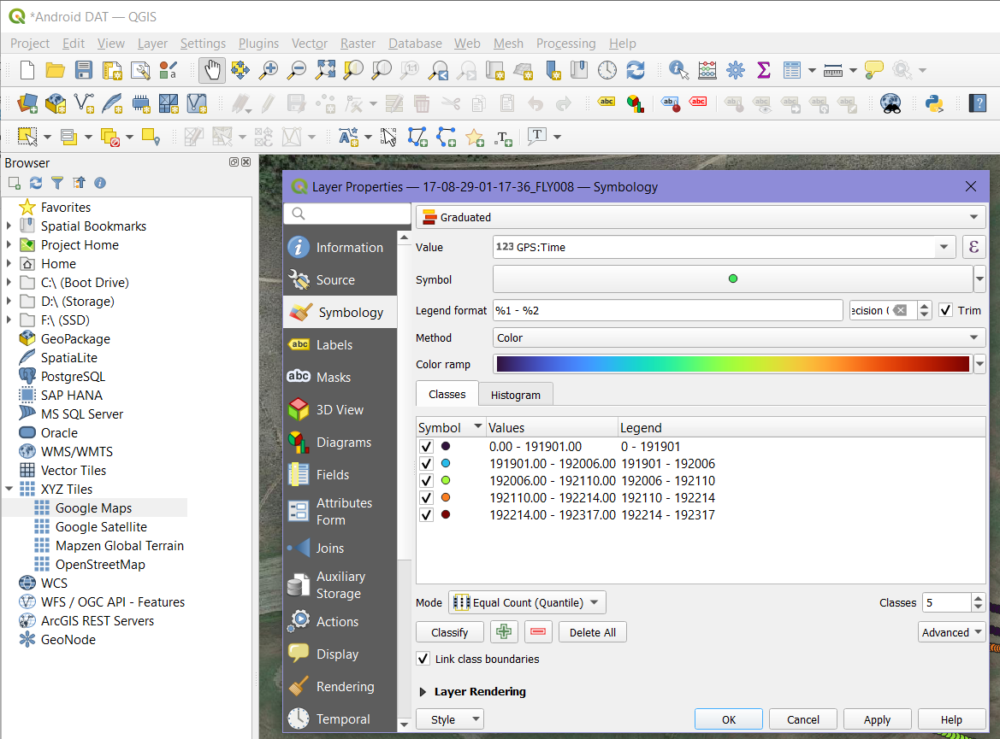 *Android DAT — QGIS
Project Edit View Layer Settings Plugins Vector Raster Database Web Mesh Processing Help
Browser
Favorites
Spatial Bookmarks
Project Home
Home
C:\ (Boot Drive)
D:\ (Storage)
F:\ (SSD)
GeoPackage
SpatiaLite
PostgreSQL
SAP HANA
MS SQL Server
Oracle
WMS/WMTS
Vector Tiles
XYZ Tiles
Google Maps
Google Satellite
Mapzen Global Terrain
OpenStreetMap
WCS
WFS / OGC API - Features
ArcGIS REST Servers
GeoNode
Layer Properties — 17-08-29-01-17-36_FLY008 — Symbology
Information
Source
Symbology
abc Labels
abc Masks
3D View
Diagrams
Fields
Attributes
Form
Joins
Auxiliary
Storage
Actions
Display
Rendering
Temporal
Graduated
Value 123 GPS:Time ε
Symbol
Legend format %1 - %2 ecision ( Trim
Method Color
Color ramp
Classes Histogram
Symbol Values Legend
0.00 - 191901.00 0 - 191901
191901.00 - 192006.00 191901 - 192006
192006.00 - 192110.00 192006 - 192110
192110.00 - 192214.00 192110 - 192214
192214.00 - 192317.00 192214 - 192317
Mode Equal Count (Quantile) Classes 5
Classify Delete All Advanced
Link class boundaries
Layer Rendering
Style OK Cancel Apply Help